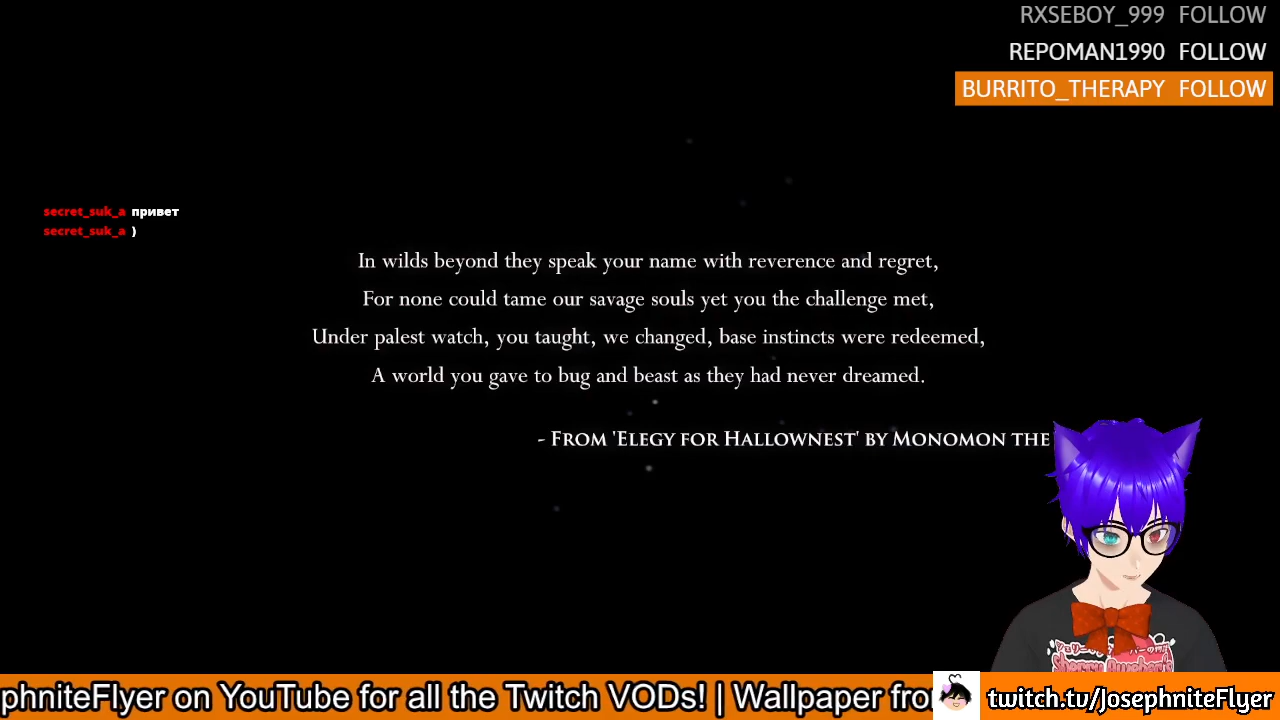 RXSEBOY_999 FOLLOW
REPOMAN1990 FOLLOW
BURRITO_THERAPY FOLLOW
secret_suk_a привет
secret_suk_a )
In wilds beyond they speak your name with reverence and regret,
For none could tame our savage souls yet you the challenge met,
Under palest watch, you taught, we changed, base instincts were redeemed,
A world you gave to bug and beast as they had never dreamed.
- From 'Elegy for Hallownest' by Monomon the
phniteFlyer on YouTube for all the Twitch VODs! | Wallpaper from
twitch.tv/JosephniteFlyer